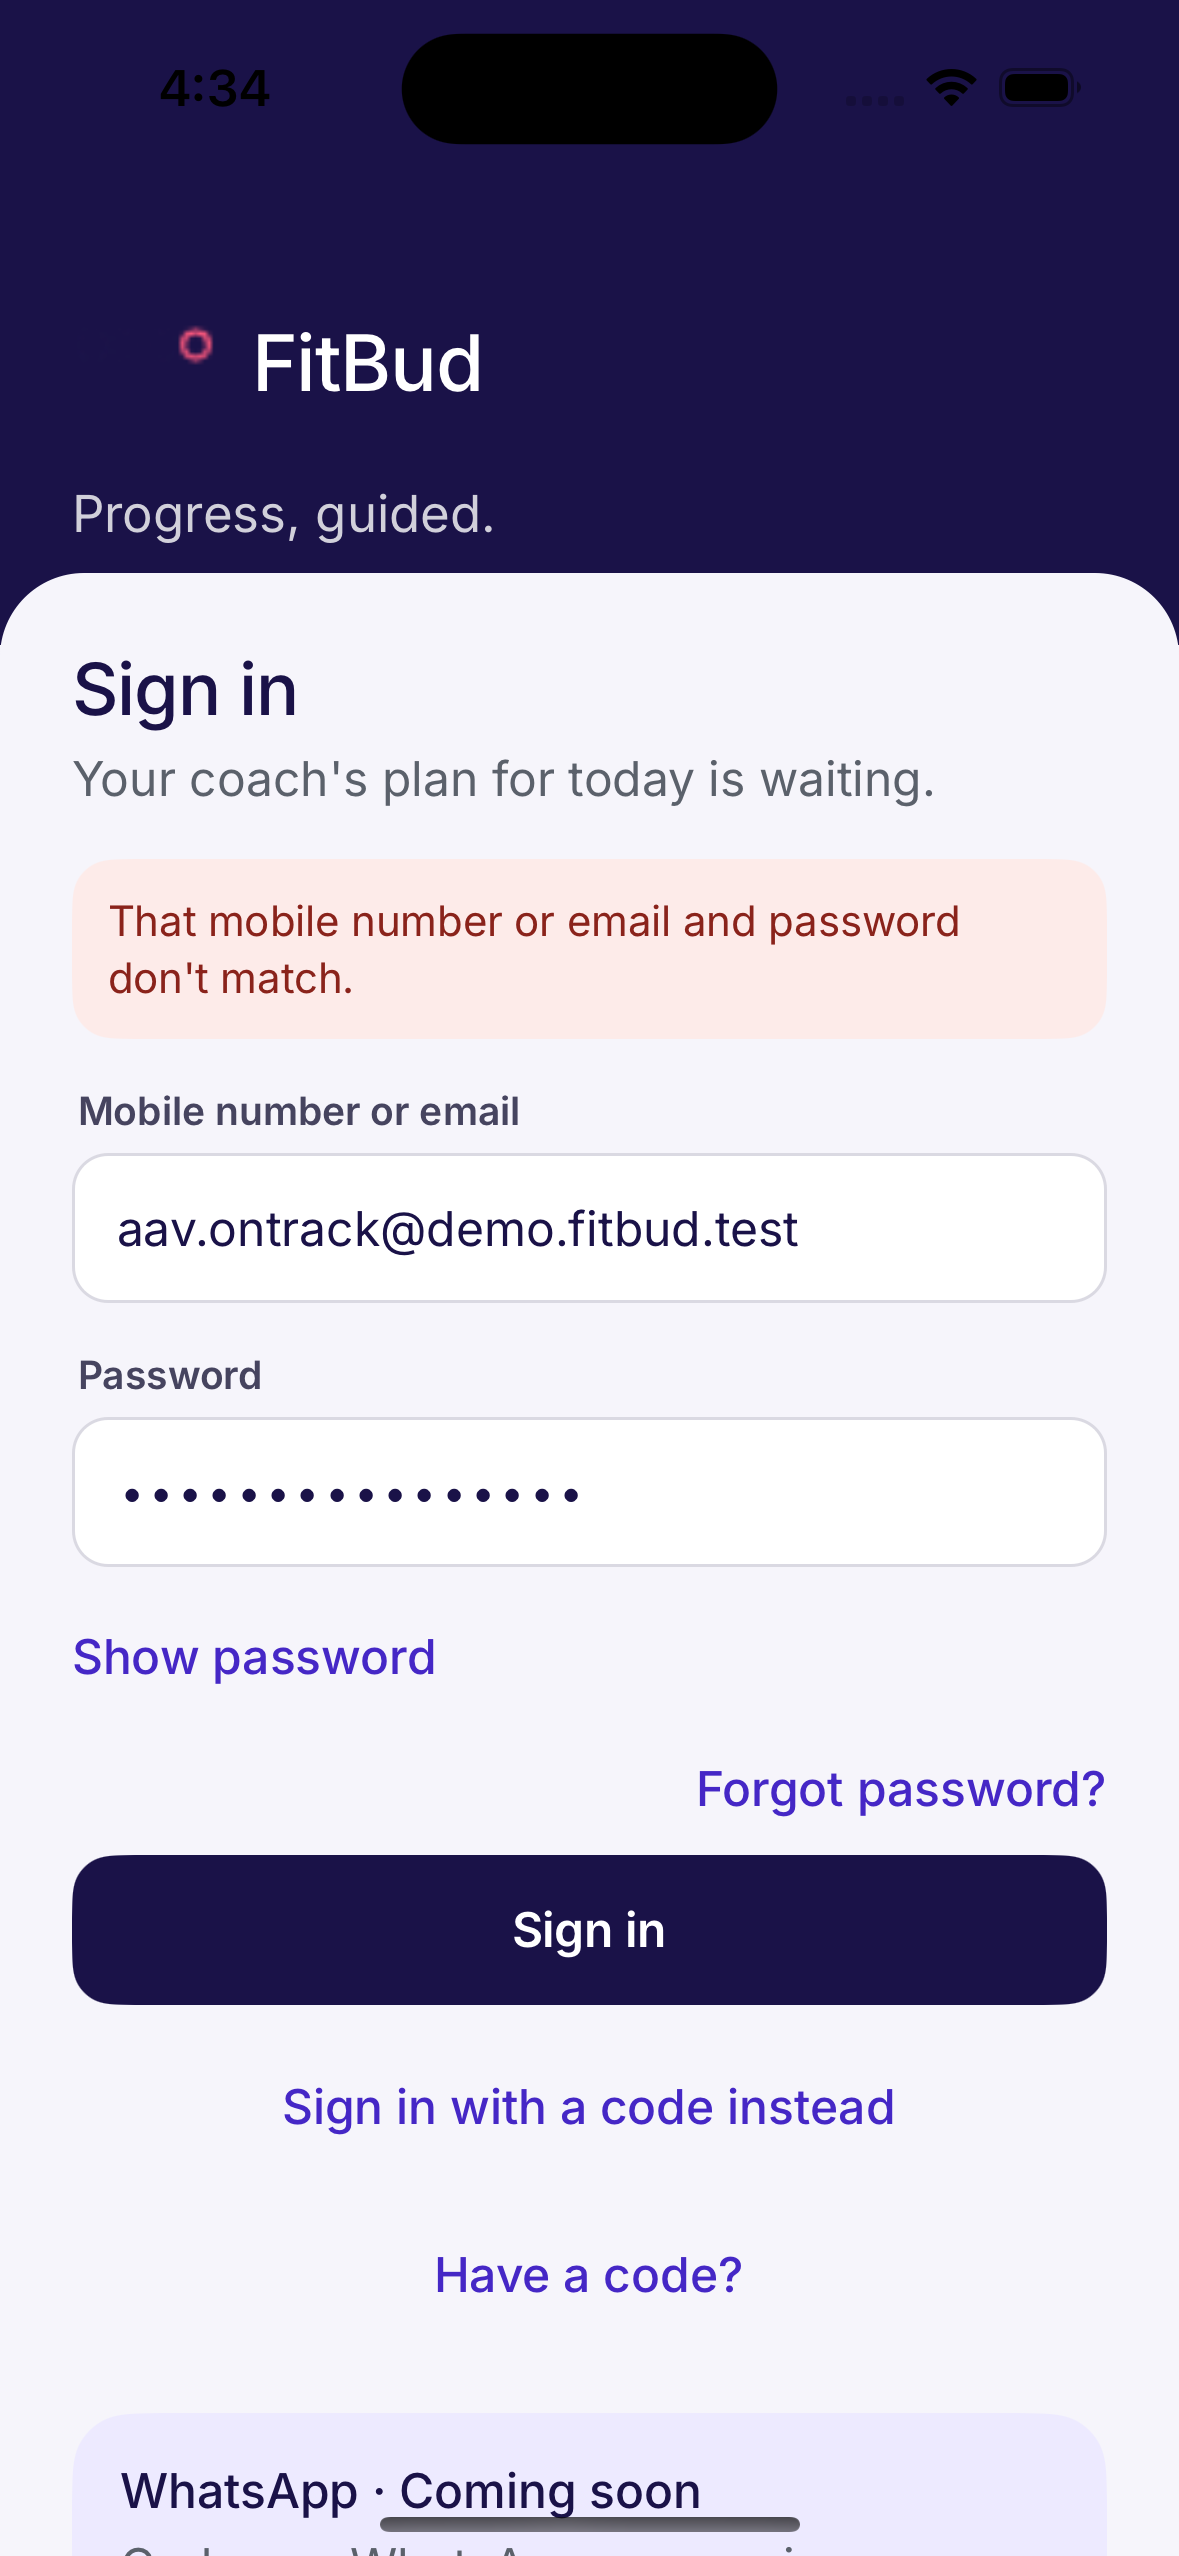 4:34
FitBud
Progress, guided.
Sign in
Your coach's plan for today is waiting.
That mobile number or email and password
don't match.
Mobile number or email
aav.ontrack@demo.fitbud.test
Password
••••••••••••••••
Show password
Forgot password?
Sign in
Sign in with a code instead
Have a code?
WhatsApp · Coming soon